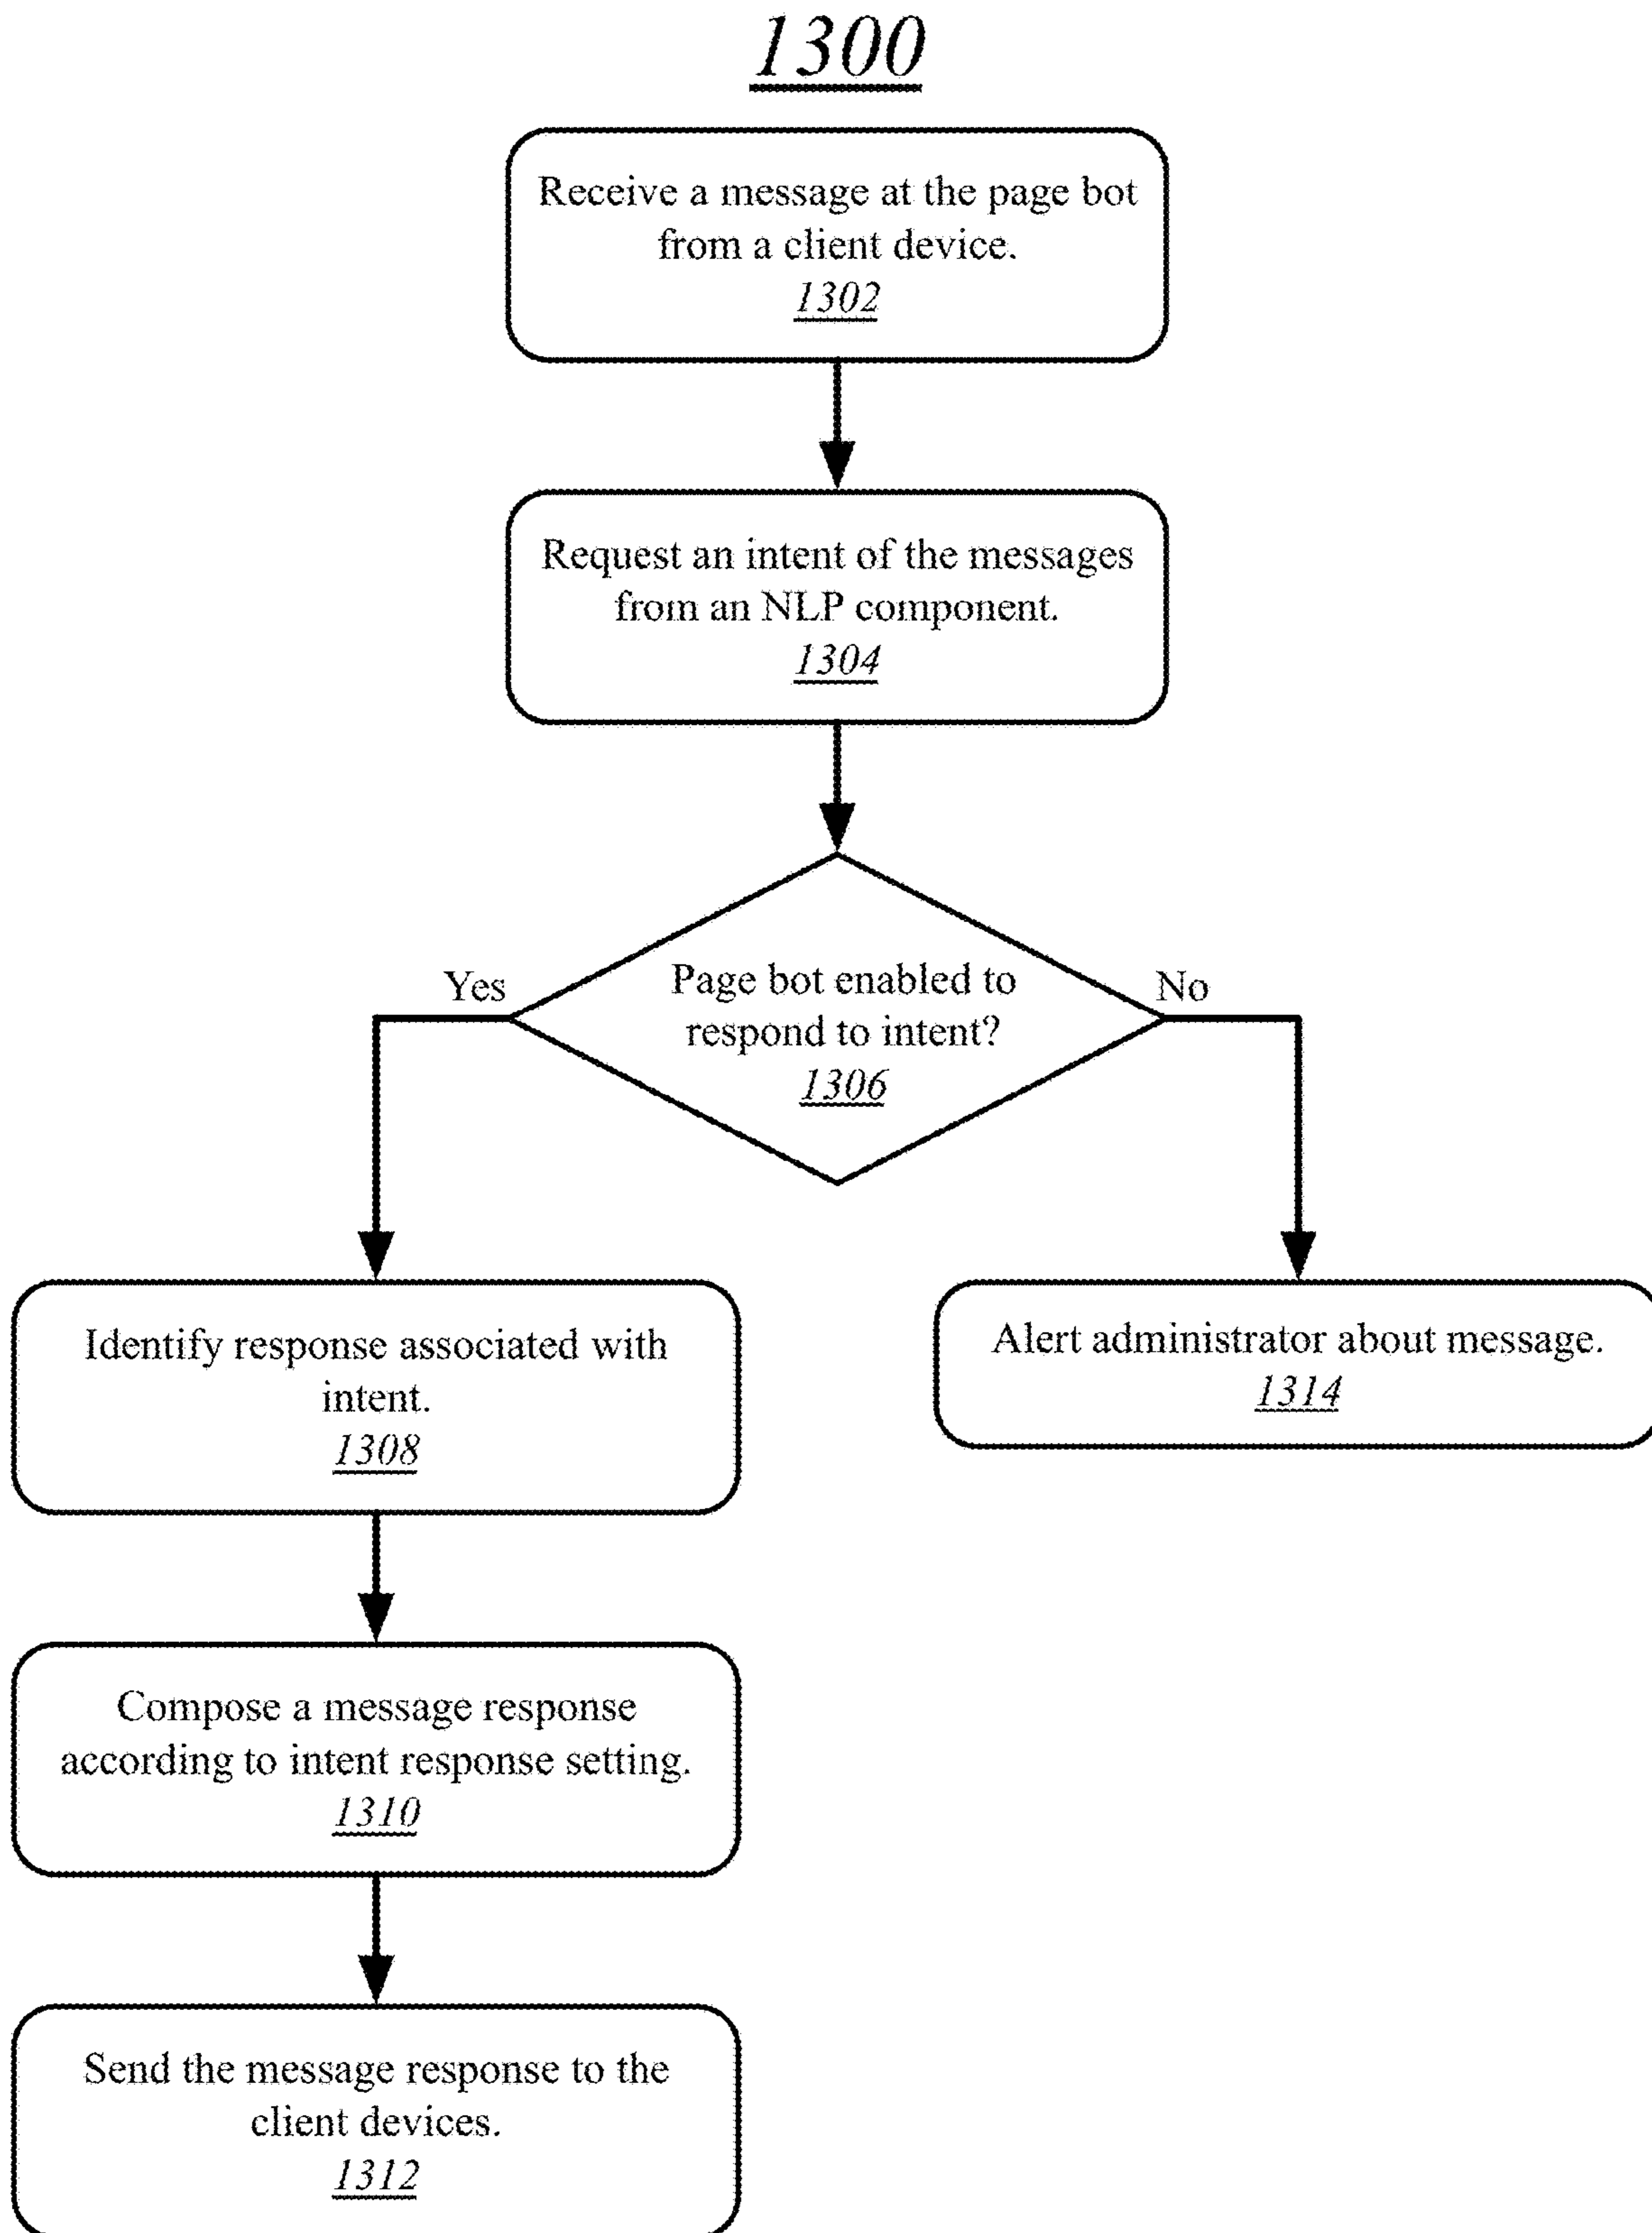 1300
Receive a message at the page bot
from a client device.
1302
Request an intent of the messages
from an NLP component.
1304
Yes
Page bot enabled to
respond to intent?
1306
No
Identify response associated with
intent.
1308
Alert administrator about message.
1314
Compose a message response
according to intent response setting.
1310
Send the message response to the
client devices.
1312